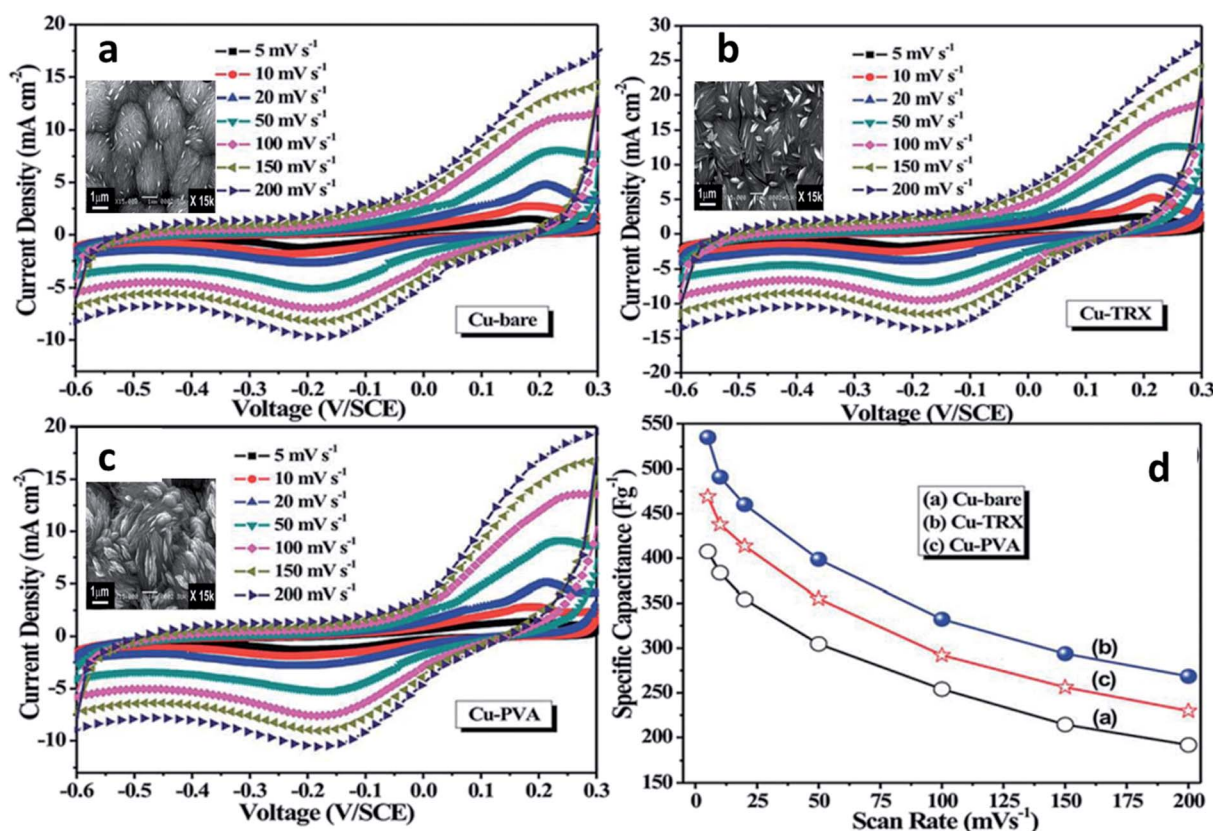 a
20
15
10
5
0
-5
-10
5 mV s⁻¹
10 mV s⁻¹
20 mV s⁻¹
50 mV s⁻¹
100 mV s⁻¹
150 mV s⁻¹
200 mV s⁻¹
1μm
X 15k
Cu-bare
Current Density (mA cm⁻²)
-0.6 -0.5 -0.4 -0.3 -0.2 -0.1 0.0 0.1 0.2 0.3
Voltage (V/SCE)
b
30
25
20
15
10
5
0
-5
-10
-15
-20
5 mV s⁻¹
10 mV s⁻¹
20 mV s⁻¹
50 mV s⁻¹
100 mV s⁻¹
150 mV s⁻¹
200 mV s⁻¹
1μm
X 15k
Cu-TRX
Current Density (mA cm⁻²)
-0.6 -0.5 -0.4 -0.3 -0.2 -0.1 0.0 0.1 0.2 0.3
Voltage (V/SCE)
c
20
15
10
5
0
-5
-10
5 mV s⁻¹
10 mV s⁻¹
20 mV s⁻¹
50 mV s⁻¹
100 mV s⁻¹
150 mV s⁻¹
200 mV s⁻¹
1μm
X 15k
Cu-PVA
Current Density (mA cm⁻²)
-0.6 -0.5 -0.4 -0.3 -0.2 -0.1 0.0 0.1 0.2 0.3
Voltage (V/SCE)
d
550
500
450
400
350
300
250
200
150
(a) Cu-bare
(b) Cu-TRX
(c) Cu-PVA
(b)
(c)
(a)
Specific Capacitance (Fg⁻¹)
0 25 50 75 100 125 150 175 200
Scan Rate (mVs⁻¹)